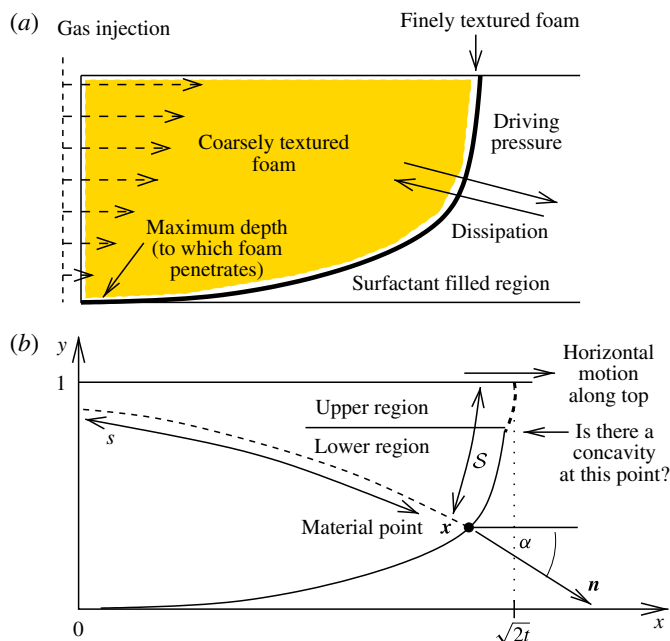 (a)
Gas injection
Finely textured foam
Coarsely textured
foam
Driving
pressure
Dissipation
Maximum depth
(to which foam
penetrates)
Surfactant filled region
(b)
y
1
Horizontal
motion
along top
Upper region
Lower region
Is there a
concavity
at this point?
s
S
Material point
x
α
n
0
√2t
x